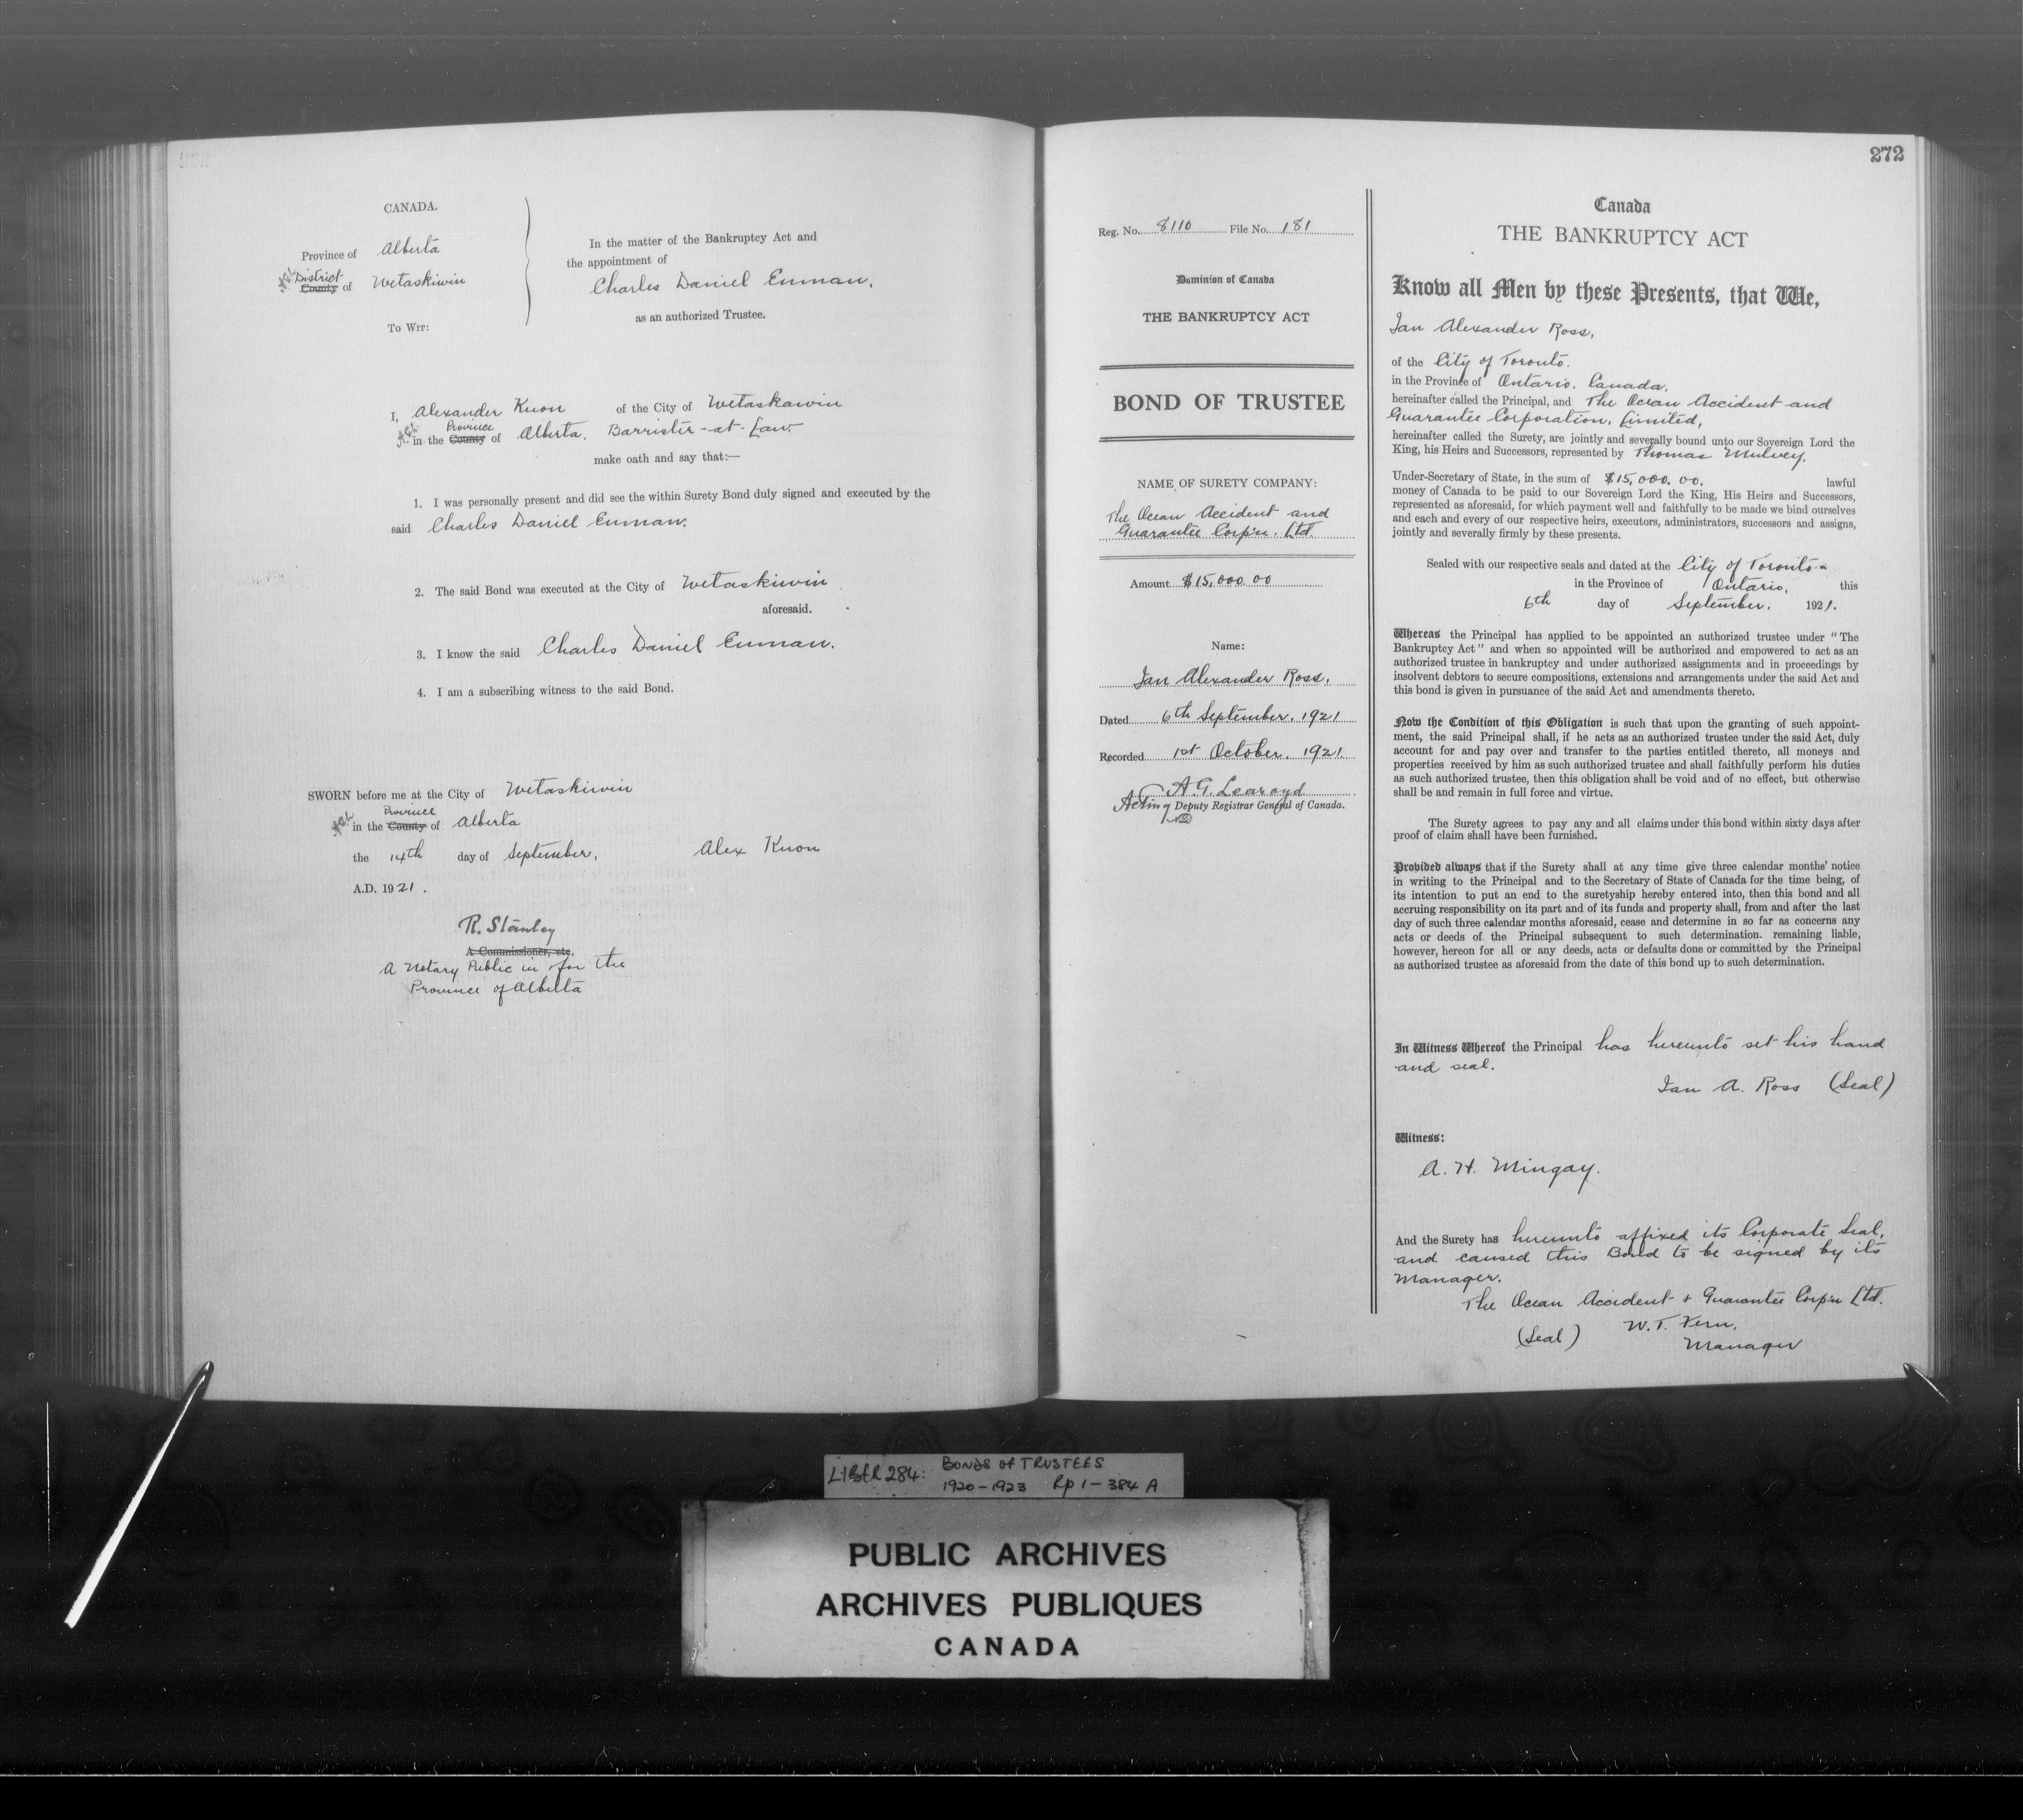 CANADA.
Province of Alberta
District
County of Wetaskiwin
To Wit:
In the matter of the Bankruptcy Act and
the appointment of
Charles Daniel Enman.
as an authorized Trustee.
I, Alexander Knox of the City of Wetaskawin
Province
in the County of Alberta. Barrister-at-Law.
make oath and say that:—
1. I was personally present and did see the within Surety Bond duly signed and executed by the
said Charles Daniel Enman.
2. The said Bond was executed at the City of Wetaskiwin
aforesaid.
3. I know the said Charles Daniel Enman.
4. I am a subscribing witness to the said Bond.
SWORN before me at the City of Wetaskiwin
Province
in the County of Alberta
the 14th day of September, Alex Knox
A.D. 1921.
R. Stanley
A Commissioner, etc.
A Notary Public in & for the
Province of Alberta
272
Reg. No. 8110 File No. 181
Dominion of Canada
THE BANKRUPTCY ACT
BOND OF TRUSTEE
NAME OF SURETY COMPANY:
The Ocean Accident and
Guarantee Corp'n. Ltd.
Amount $15,000.00
Name:
Ian Alexander Ross,
Dated 6th September, 1921
Recorded 1st October, 1921.
A.G. Learoyd
Acting Deputy Registrar General of Canada.
Canada
THE BANKRUPTCY ACT
Know all Men by these Presents, that We,
Ian Alexander Ross,
of the City of Toronto.
in the Province of Ontario, Canada,
hereinafter called the Principal, and The Ocean Accident and
Guarantee Corporation, Limited,
hereinafter called the Surety, are jointly and severally bound unto our Sovereign Lord the
King, his Heirs and Successors, represented by Thomas Mulvey,
Under-Secretary of State, in the sum of $15,000.00. lawful
money of Canada to be paid to our Sovereign Lord the King, His Heirs and Successors,
represented as aforesaid, for which payment well and faithfully to be made we bind ourselves
and each and every of our respective heirs, executors, administrators, successors and assigns,
jointly and severally firmly by these presents.
Sealed with our respective seals and dated at the City of Toronto
in the Province of Ontario, this
6th day of September. 1921.
Whereas the Principal has applied to be appointed an authorized trustee under "The
Bankruptcy Act" and when so appointed will be authorized and empowered to act as an
authorized trustee in bankruptcy and under authorized assignments and in proceedings by
insolvent debtors to secure compositions, extensions and arrangements under the said Act and
this bond is given in pursuance of the said Act and amendments thereto.
Now the Condition of this Obligation is such that upon the granting of such appoint-
ment, the said Principal shall, if he acts as an authorized trustee under the said Act, duly
account for and pay over and transfer to the parties entitled thereto, all moneys and
properties received by him as such authorized trustee and shall faithfully perform his duties
as such authorized trustee, then this obligation shall be void and of no effect, but otherwise
shall be and remain in full force and virtue.
The Surety agrees to pay any and all claims under this bond within sixty days after
proof of claim shall have been furnished.
Provided always that if the Surety shall at any time give three calendar months' notice
in writing to the Principal and to the Secretary of State of Canada for the time being, of
its intention to put an end to the suretyship hereby entered into, then this bond and all
accruing responsibility on its part and of its funds and property shall, from and after the last
day of such three calendar months aforesaid, cease and determine in so far as concerns any
acts or deeds of the Principal subsequent to such determination. remaining liable,
however, hereon for all or any deeds, acts or defaults done or committed by the Principal
as authorized trustee as aforesaid from the date of this bond up to such determination.
In Witness Whereof the Principal has hereunto set his hand
and seal.
Ian A. Ross (Seal)
Witness:
A. H. Mingay.
And the Surety has hereunto affixed its Corporate Seal,
and caused this Bond to be signed by its
Manager.
The Ocean Accident & Guarantee Corp'n Ltd.
(Seal) W. T.
Manager
LIBER 284: BONDS OF TRUSTEES
1920-1923 Pp 1-384 A
PUBLIC ARCHIVES
ARCHIVES PUBLIQUES
CANADA